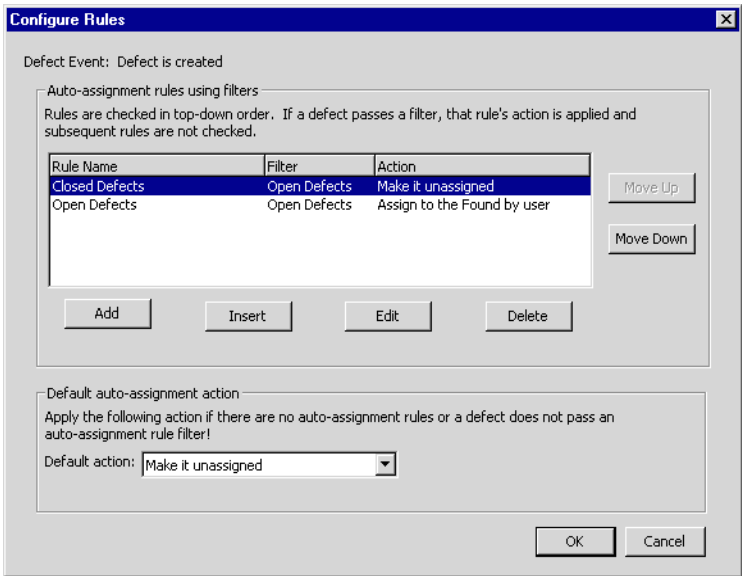 Configure Rules
Defect Event: Defect is created
Auto-assignment rules using filters
Rules are checked in top-down order. If a defect passes a filter, that rule's action is applied and
subsequent rules are not checked.
Rule Name Filter Action
Closed Defects Open Defects Make it unassigned
Open Defects Open Defects Assign to the Found by user
Move Up
Move Down
Add Insert Edit Delete
Default auto-assignment action
Apply the following action if there are no auto-assignment rules or a defect does not pass an
auto-assignment rule filter!
Default action: Make it unassigned
OK Cancel